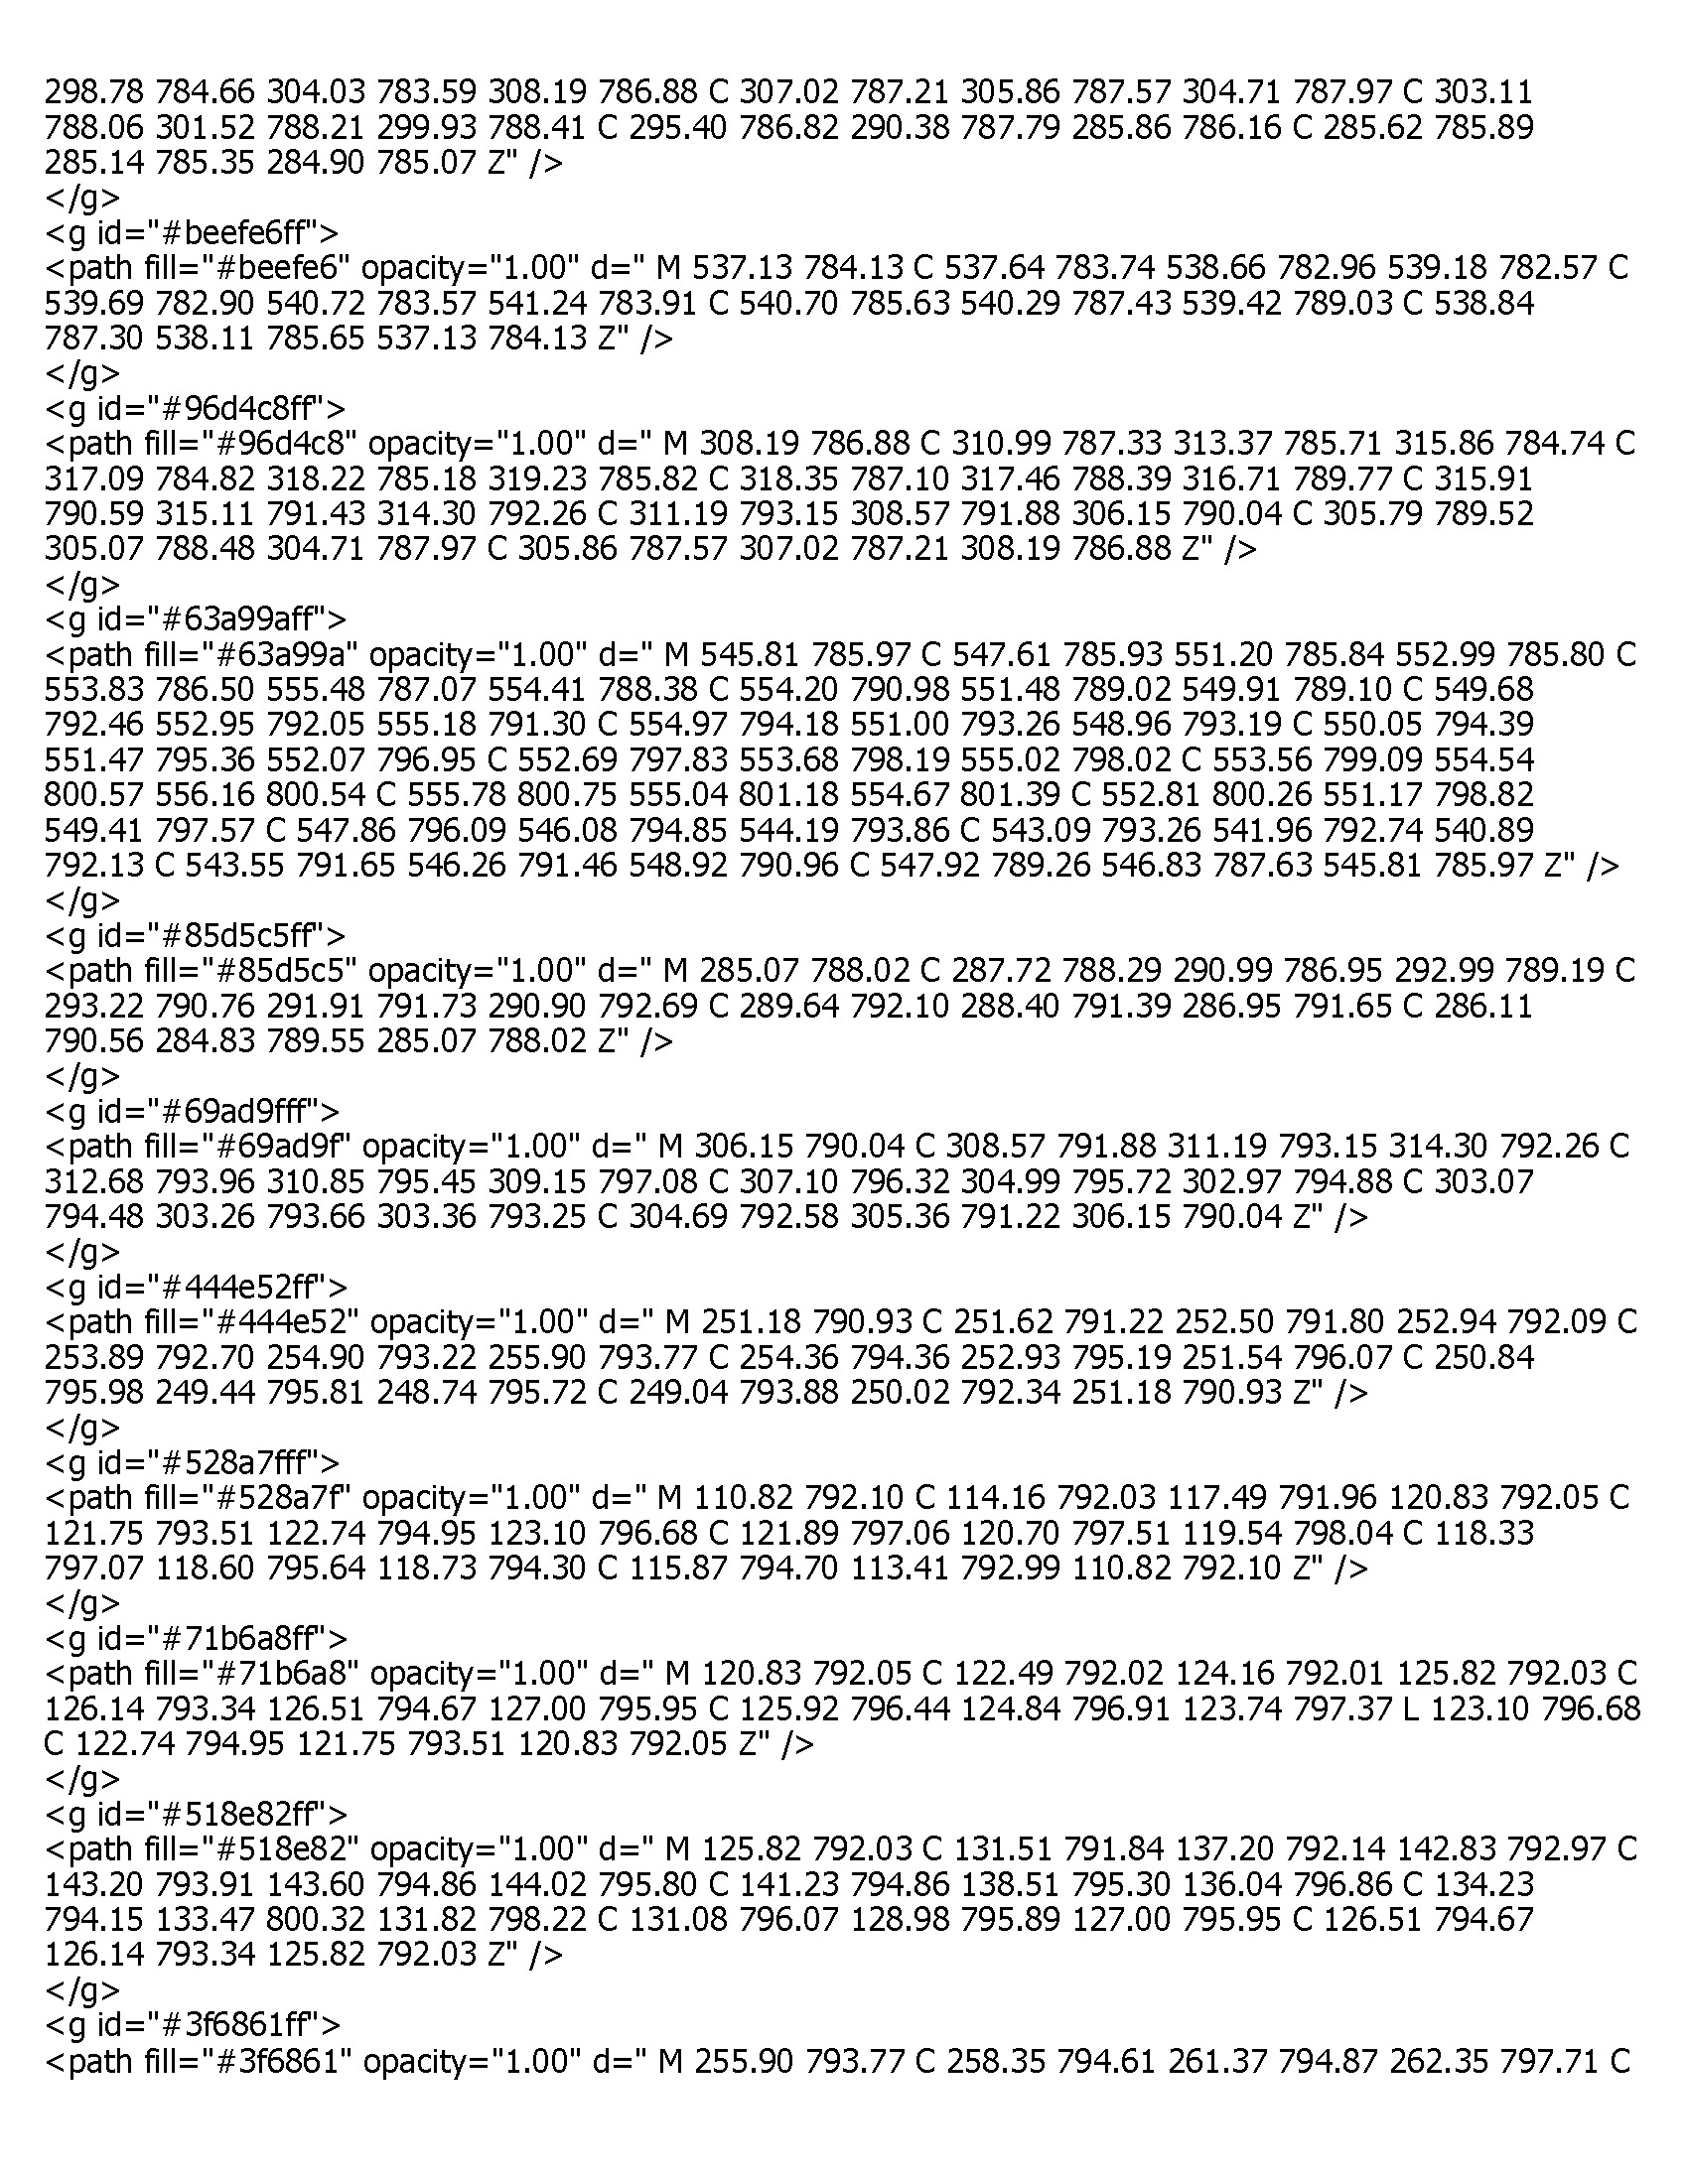 298.78 784.66 304.03 783.59 308.19 786.88 C 307.02 787.21 305.86 787.57 304.71 787.97 C 303.11
788.06 301.52 788.21 299.93 788.41 C 295.40 786.82 290.38 787.79 285.86 786.16 C 285.62 785.89
285.14 785.35 284.90 785.07 Z" />
</g>
<g id="#beefe6ff">
<path fill="#beefe6" opacity="1.00" d=" M 537.13 784.13 C 537.64 783.74 538.66 782.96 539.18 782.57 C
539.69 782.90 540.72 783.57 541.24 783.91 C 540.70 785.63 540.29 787.43 539.42 789.03 C 538.84
787.30 538.11 785.65 537.13 784.13 Z" />
</g>
<g id="#96d4c8ff">
<path fill="#96d4c8" opacity="1.00" d=" M 308.19 786.88 C 310.99 787.33 313.37 785.71 315.86 784.74 C
317.09 784.82 318.22 785.18 319.23 785.82 C 318.35 787.10 317.46 788.39 316.71 789.77 C 315.91
790.59 315.11 791.43 314.30 792.26 C 311.19 793.15 308.57 791.88 306.15 790.04 C 305.79 789.52
305.07 788.48 304.71 787.97 C 305.86 787.57 307.02 787.21 308.19 786.88 Z" />
</g>
<g id="#63a99aff">
<path fill="#63a99a" opacity="1.00" d=" M 545.81 785.97 C 547.61 785.93 551.20 785.84 552.99 785.80 C
553.83 786.50 555.48 787.07 554.41 788.38 C 554.20 790.98 551.48 789.02 549.91 789.10 C 549.68
792.46 552.95 792.05 555.18 791.30 C 554.97 794.18 551.00 793.26 548.96 793.19 C 550.05 794.39
551.47 795.36 552.07 796.95 C 552.69 797.83 553.68 798.19 555.02 798.02 C 553.56 799.09 554.54
800.57 556.16 800.54 C 555.78 800.75 555.04 801.18 554.67 801.39 C 552.81 800.26 551.17 798.82
549.41 797.57 C 547.86 796.09 546.08 794.85 544.19 793.86 C 543.09 793.26 541.96 792.74 540.89
792.13 C 543.55 791.65 546.26 791.46 548.92 790.96 C 547.92 789.26 546.83 787.63 545.81 785.97 Z" />
</g>
<g id="#85d5c5ff">
<path fill="#85d5c5" opacity="1.00" d=" M 285.07 788.02 C 287.72 788.29 290.99 786.95 292.99 789.19 C
293.22 790.76 291.91 791.73 290.90 792.69 C 289.64 792.10 288.40 791.39 286.95 791.65 C 286.11
790.56 284.83 789.55 285.07 788.02 Z" />
</g>
<g id="#69ad9fff">
<path fill="#69ad9f" opacity="1.00" d=" M 306.15 790.04 C 308.57 791.88 311.19 793.15 314.30 792.26 C
312.68 793.96 310.85 795.45 309.15 797.08 C 307.10 796.32 304.99 795.72 302.97 794.88 C 303.07
794.48 303.26 793.66 303.36 793.25 C 304.69 792.58 305.36 791.22 306.15 790.04 Z" />
</g>
<g id="#444e52ff">
<path fill="#444e52" opacity="1.00" d=" M 251.18 790.93 C 251.62 791.22 252.50 791.80 252.94 792.09 C
253.89 792.70 254.90 793.22 255.90 793.77 C 254.36 794.36 252.93 795.19 251.54 796.07 C 250.84
795.98 249.44 795.81 248.74 795.72 C 249.04 793.88 250.02 792.34 251.18 790.93 Z" />
</g>
<g id="#528a7fff">
<path fill="#528a7f" opacity="1.00" d=" M 110.82 792.10 C 114.16 792.03 117.49 791.96 120.83 792.05 C
121.75 793.51 122.74 794.95 123.10 796.68 C 121.89 797.06 120.70 797.51 119.54 798.04 C 118.33
797.07 118.60 795.64 118.73 794.30 C 115.87 794.70 113.41 792.99 110.82 792.10 Z" />
</g>
<g id="#71b6a8ff">
<path fill="#71b6a8" opacity="1.00" d=" M 120.83 792.05 C 122.49 792.02 124.16 792.01 125.82 792.03 C
126.14 793.34 126.51 794.67 127.00 795.95 C 125.92 796.44 124.84 796.91 123.74 797.37 L 123.10 796.68
C 122.74 794.95 121.75 793.51 120.83 792.05 Z" />
</g>
<g id="#518e82ff">
<path fill="#518e82" opacity="1.00" d=" M 125.82 792.03 C 131.51 791.84 137.20 792.14 142.83 792.97 C
143.20 793.91 143.60 794.86 144.02 795.80 C 141.23 794.86 138.51 795.30 136.04 796.86 C 134.23
794.15 133.47 800.32 131.82 798.22 C 131.08 796.07 128.98 795.89 127.00 795.95 C 126.51 794.67
126.14 793.34 125.82 792.03 Z" />
</g>
<g id="#3f6861ff">
<path fill="#3f6861" opacity="1.00" d=" M 255.90 793.77 C 258.35 794.61 261.37 794.87 262.35 797.71 C